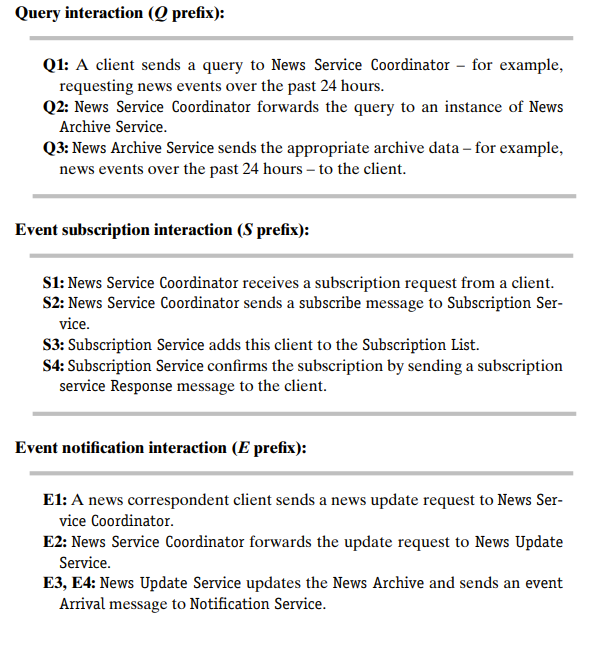 Query interaction (Q prefix):
Q1: A client sends a query to News Service Coordinator – for example,
requesting news events over the past 24 hours.
Q2: News Service Coordinator forwards the query to an instance of News
Archive Service.
Q3: News Archive Service sends the appropriate archive data – for example,
news events over the past 24 hours – to the client.
Event subscription interaction (S prefix):
S1: News Service Coordinator receives a subscription request from a client.
S2: News Service Coordinator sends a subscribe message to Subscription Ser-
vice.
S3: Subscription Service adds this client to the Subscription List.
S4: Subscription Service confirms the subscription by sending a subscription
service Response message to the client.
Event notification interaction (E prefix):
E1: A news correspondent client sends a news update request to News Ser-
vice Coordinator.
E2: News Service Coordinator forwards the update request to News Update
Service.
E3, E4: News Update Service updates the News Archive and sends an event
Arrival message to Notification Service.